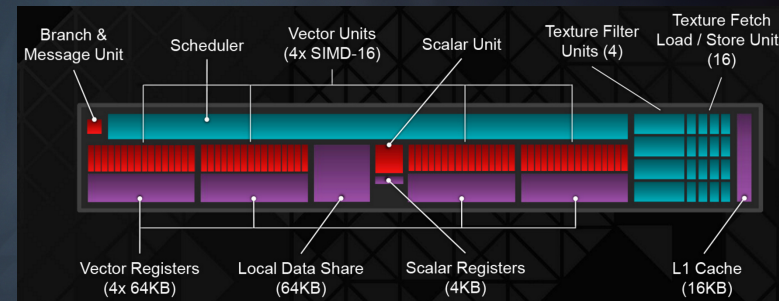 Branch &
Message Unit
Scheduler
Vector Units
(4x SIMD-16)
Scalar Unit
Texture Filter
Units (4)
Texture Fetch
Load / Store Units
(16)
Vector Registers
(4x 64KB)
Local Data Share
(64KB)
Scalar Registers
(4KB)
L1 Cache
(16KB)